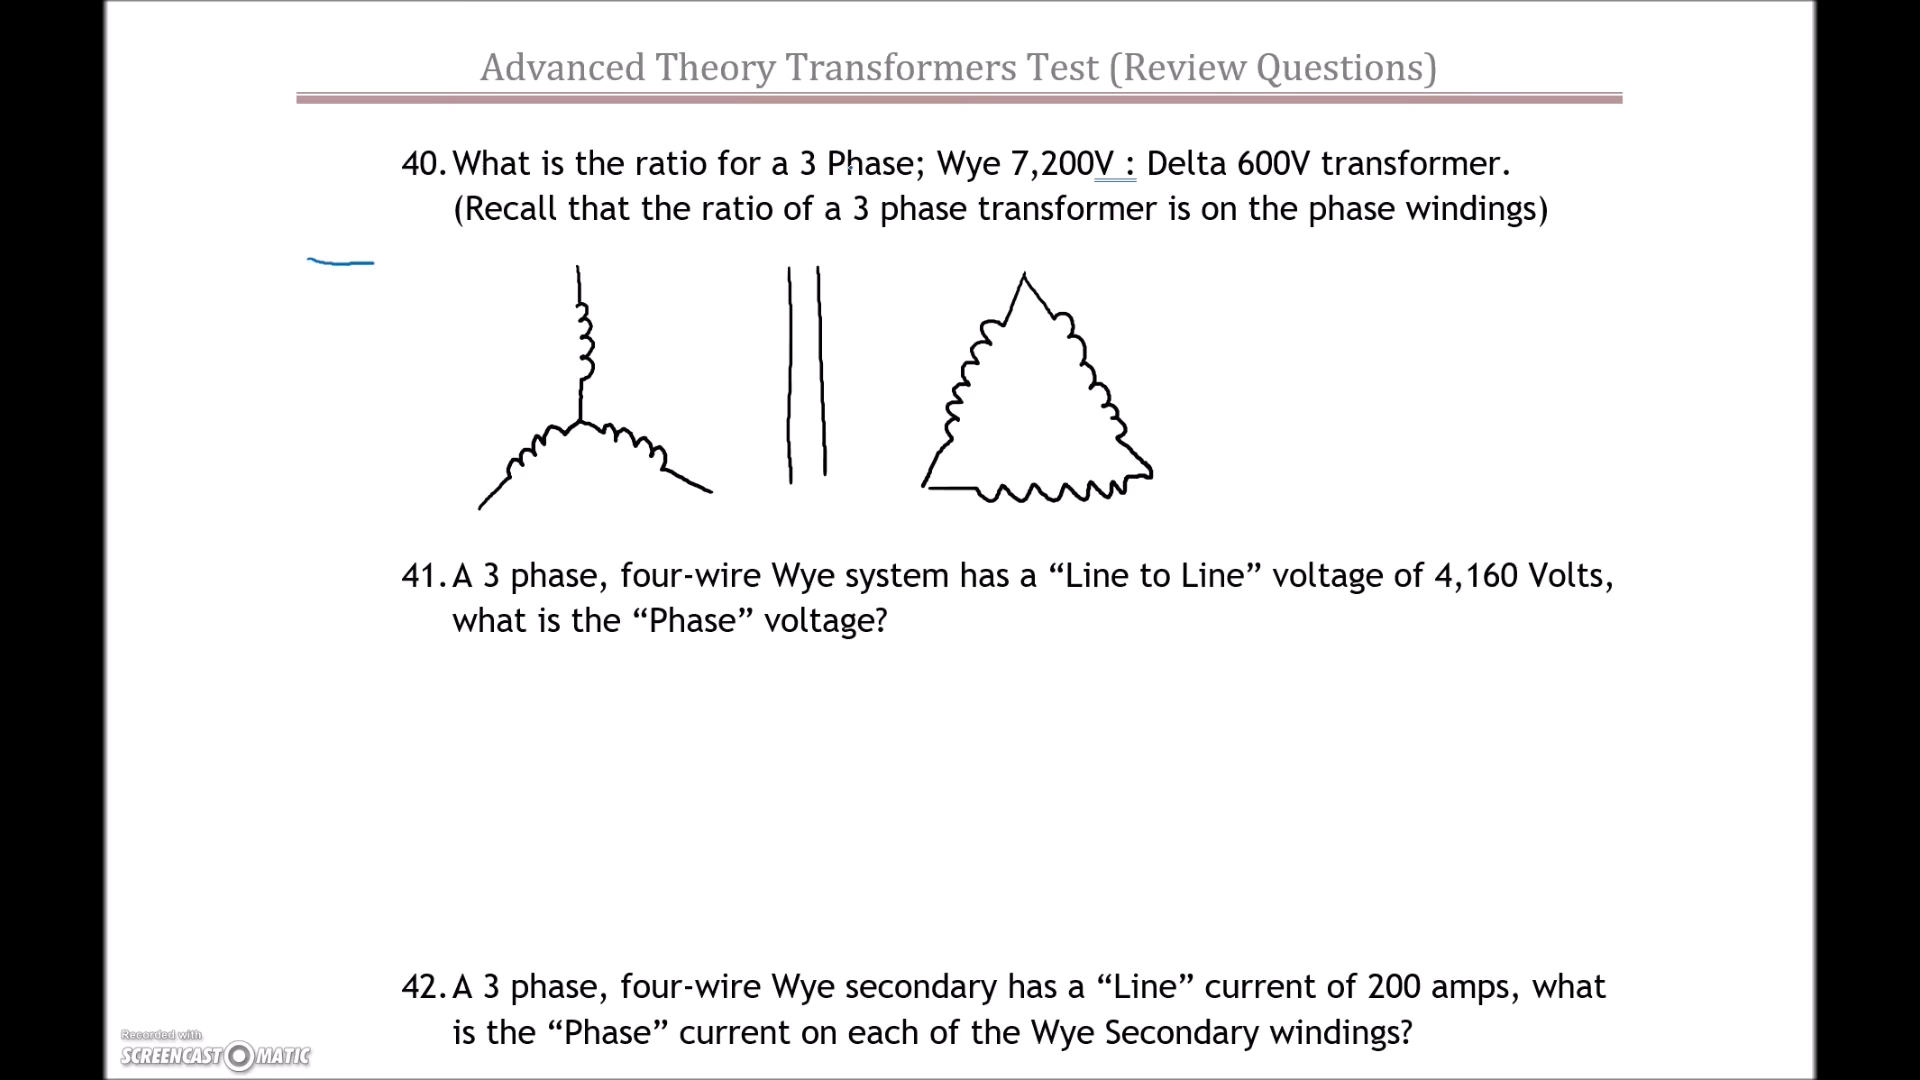 Advanced Theory Transformers Test (Review Questions)
40. What is the ratio for a 3 Phase; Wye 7,200V : Delta 600V transformer.
(Recall that the ratio of a 3 phase transformer is on the phase windings)
41. A 3 phase, four-wire Wye system has a “Line to Line” voltage of 4,160 Volts,
what is the “Phase” voltage?
42. A 3 phase, four-wire Wye secondary has a “Line” current of 200 amps, what
is the “Phase” current on each of the Wye Secondary windings?
Recorded with
SCREENCAST-O-MATIC